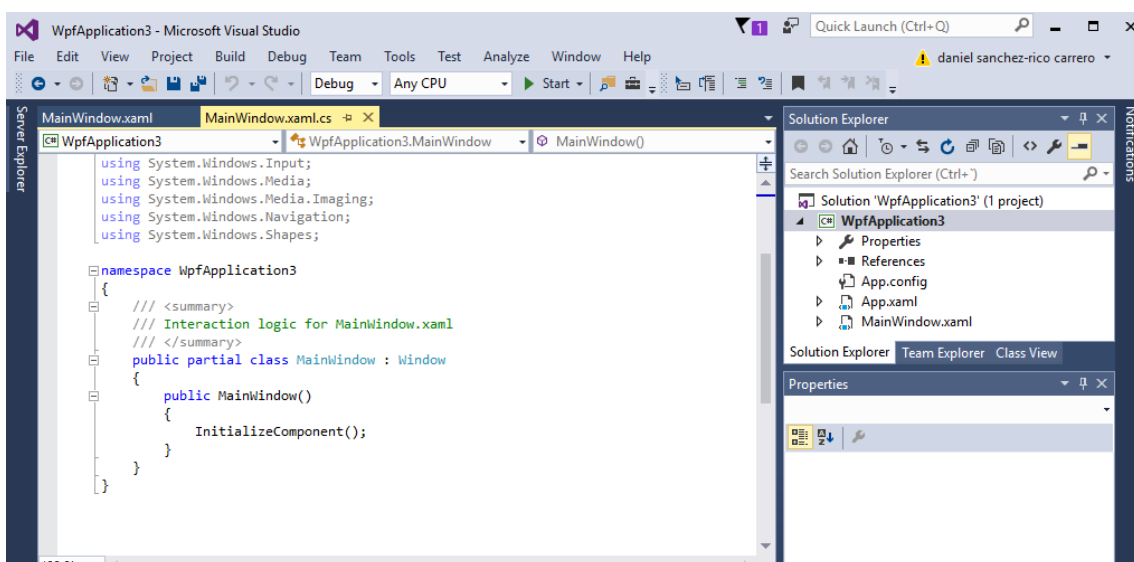 WpfApplication3 - Microsoft Visual Studio
1
Quick Launch (Ctrl+Q)
File Edit View Project Build Debug Team Tools Test Analyze Window Help
daniel sanchez-rico carrero
Debug Any CPU Start
Server Explorer
MainWindow.xaml MainWindow.xaml.cs
C# WpfApplication3 WpfApplication3.MainWindow MainWindow()
using System.Windows.Input;
using System.Windows.Media;
using System.Windows.Media.Imaging;
using System.Windows.Navigation;
using System.Windows.Shapes;
namespace WpfApplication3
{
/// <summary>
/// Interaction logic for MainWindow.xaml
/// </summary>
public partial class MainWindow : Window
{
public MainWindow()
{
InitializeComponent();
}
}
}
Solution Explorer
Search Solution Explorer (Ctrl+`)
Solution 'WpfApplication3' (1 project)
C# WpfApplication3
Properties
References
App.config
App.xaml
MainWindow.xaml
Solution Explorer Team Explorer Class View
Properties
Notifications